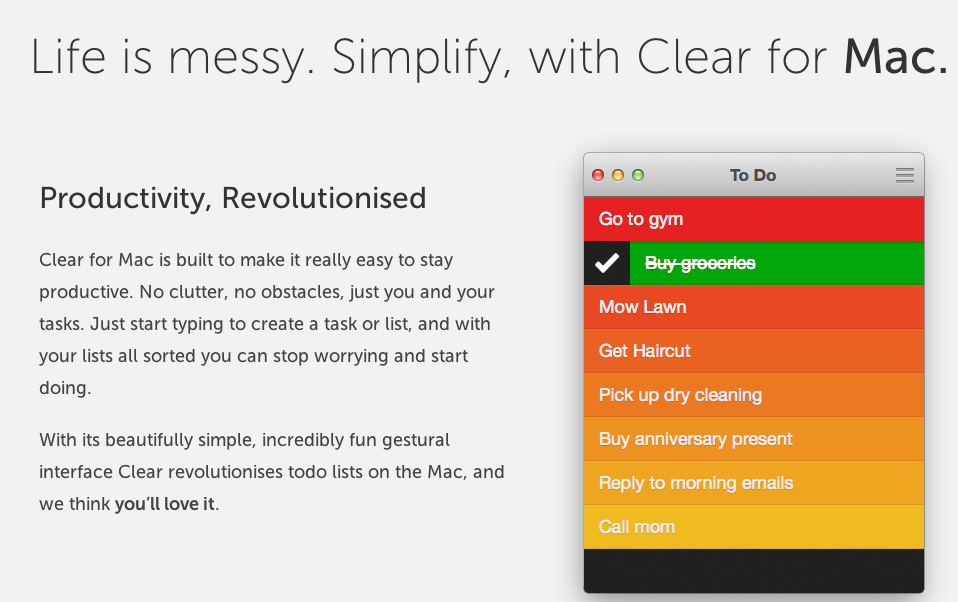 Life is messy. Simplify, with Clear for Mac.
Productivity, Revolutionised
Clear for Mac is built to make it really easy to stay
productive. No clutter, no obstacles, just you and your
tasks. Just start typing to create a task or list, and with
your lists all sorted you can stop worrying and start
doing.
With its beautifully simple, incredibly fun gestural
interface Clear revolutionises todo lists on the Mac, and
we think you'll love it.
To Do
Go to gym
Buy groceries
Mow Lawn
Get Haircut
Pick up dry cleaning
Buy anniversary present
Reply to morning emails
Call mom